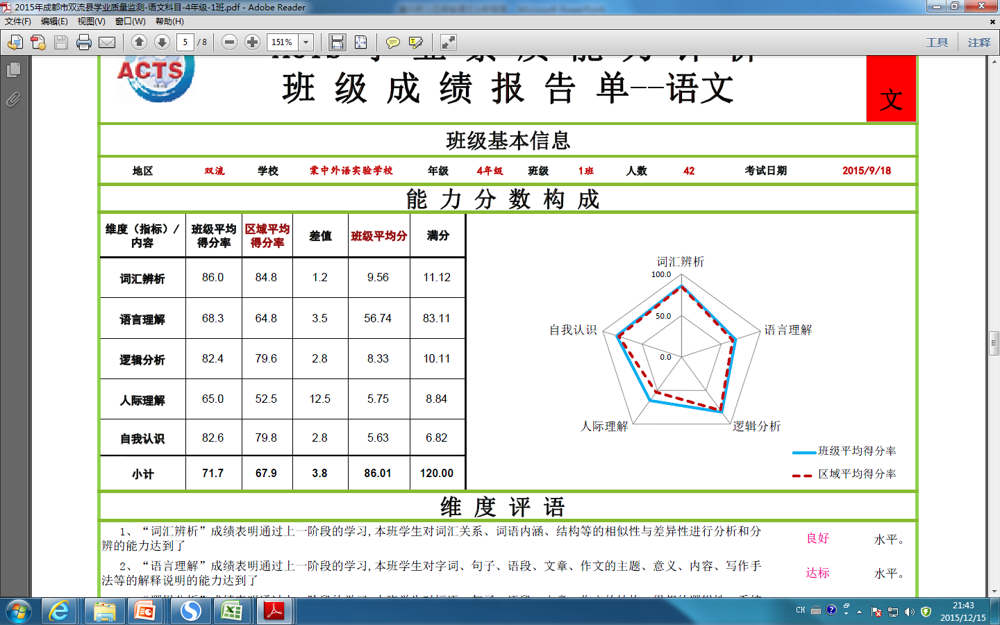 2015年成都市双流县学业质量监测-语文科目-4年级-1班.pdf - Adobe Reader
文件(F) 编辑(E) 视图(V) 窗口(W) 帮助(H)
5 / 8 151% 工具 注释
ACTS 学 业 素 质 能 力 评 价
ACTS
班 级 成 绩 报 告 单--语文
文
班级基本信息
地区 双流 学校 棠中外语实验学校 年级 4年级 班级 1班 人数 42 考试日期 2015/9/18
能 力 分 数 构 成
维度（指标）/内容 班级平均得分率 区域平均得分率 差值 班级平均分 满分
词汇辨析 86.0 84.8 1.2 9.56 11.12
语言理解 68.3 64.8 3.5 56.74 83.11
逻辑分析 82.4 79.6 2.8 8.33 10.11
人际理解 65.0 52.5 12.5 5.75 8.84
自我认识 82.6 79.8 2.8 5.63 6.82
小计 71.7 67.9 3.8 86.01 120.00
词汇辨析
100.0
50.0
自我认识 语言理解
0.0
人际理解 逻辑分析
班级平均得分率
区域平均得分率
维 度 评 语
1、“词汇辨析”成绩表明通过上一阶段的学习,本班学生对词汇关系、词语内涵、结构等的相似性与差异性进行分析和分
辨的能力达到了 良好 水平。
2、“语言理解”成绩表明通过上一阶段的学习,本班学生对字词、句子、语段、文章、作文的主题、意义、内容、写作手
法等的解释说明的能力达到了 达标 水平。
CH 21:43
2015/12/15